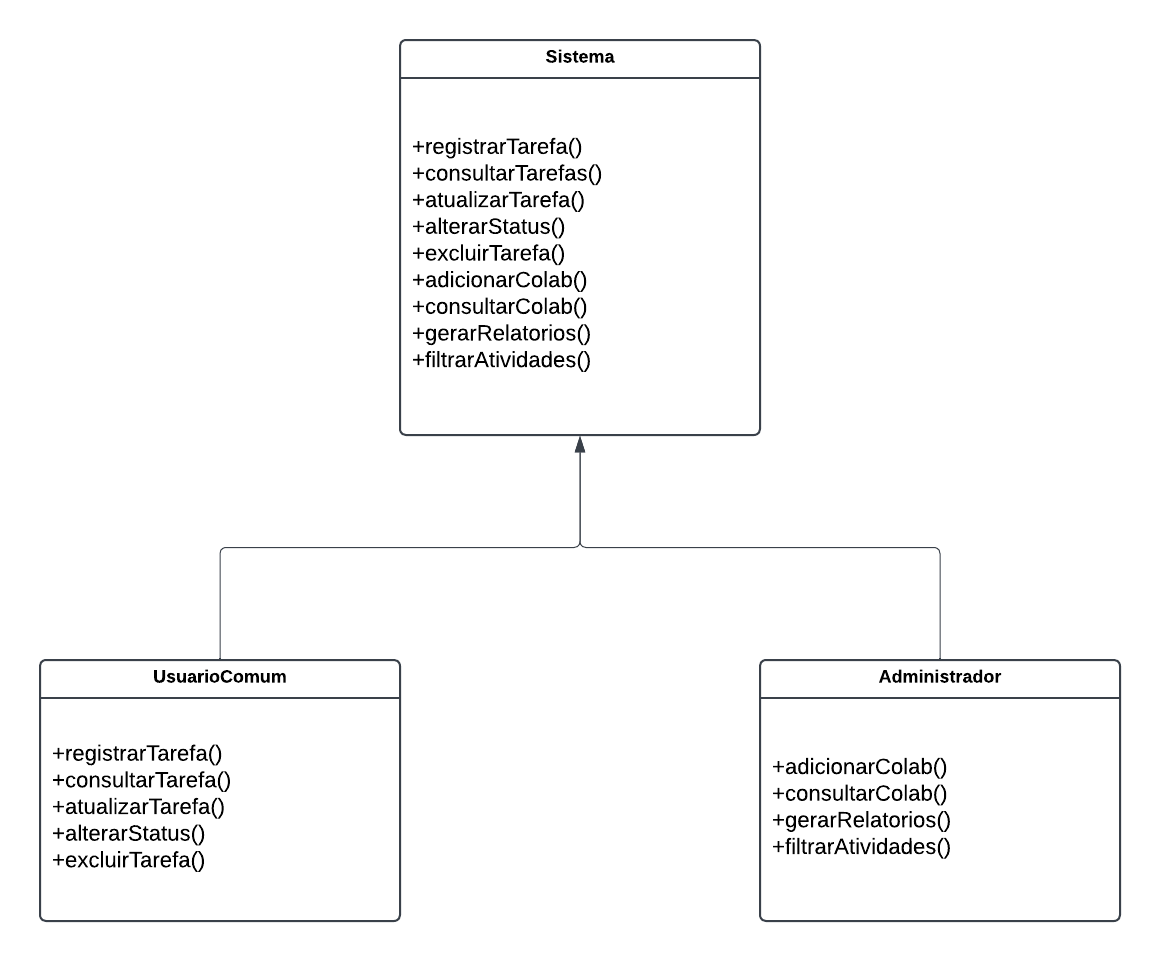 Sistema
+registrarTarefa()
+consultarTarefas()
+atualizarTarefa()
+alterarStatus()
+excluirTarefa()
+adicionarColab()
+consultarColab()
+gerarRelatorios()
+filtrarAtividades()
UsuarioComum
+registrarTarefa()
+consultarTarefa()
+atualizarTarefa()
+alterarStatus()
+excluirTarefa()
Administrador
+adicionarColab()
+consultarColab()
+gerarRelatorios()
+filtrarAtividades()